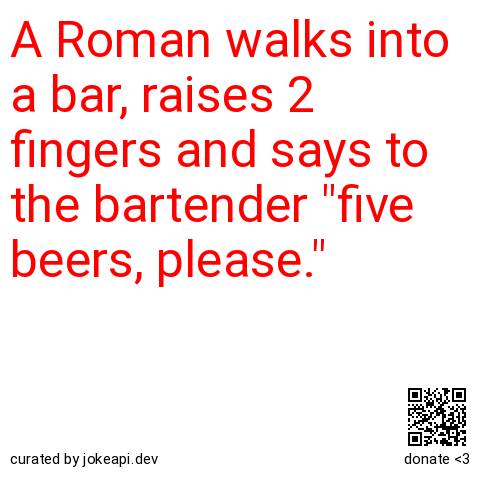 A Roman walks into
a bar, raises 2
fingers and says to
the bartender "five
beers, please."
curated by jokeapi.dev
donate <3